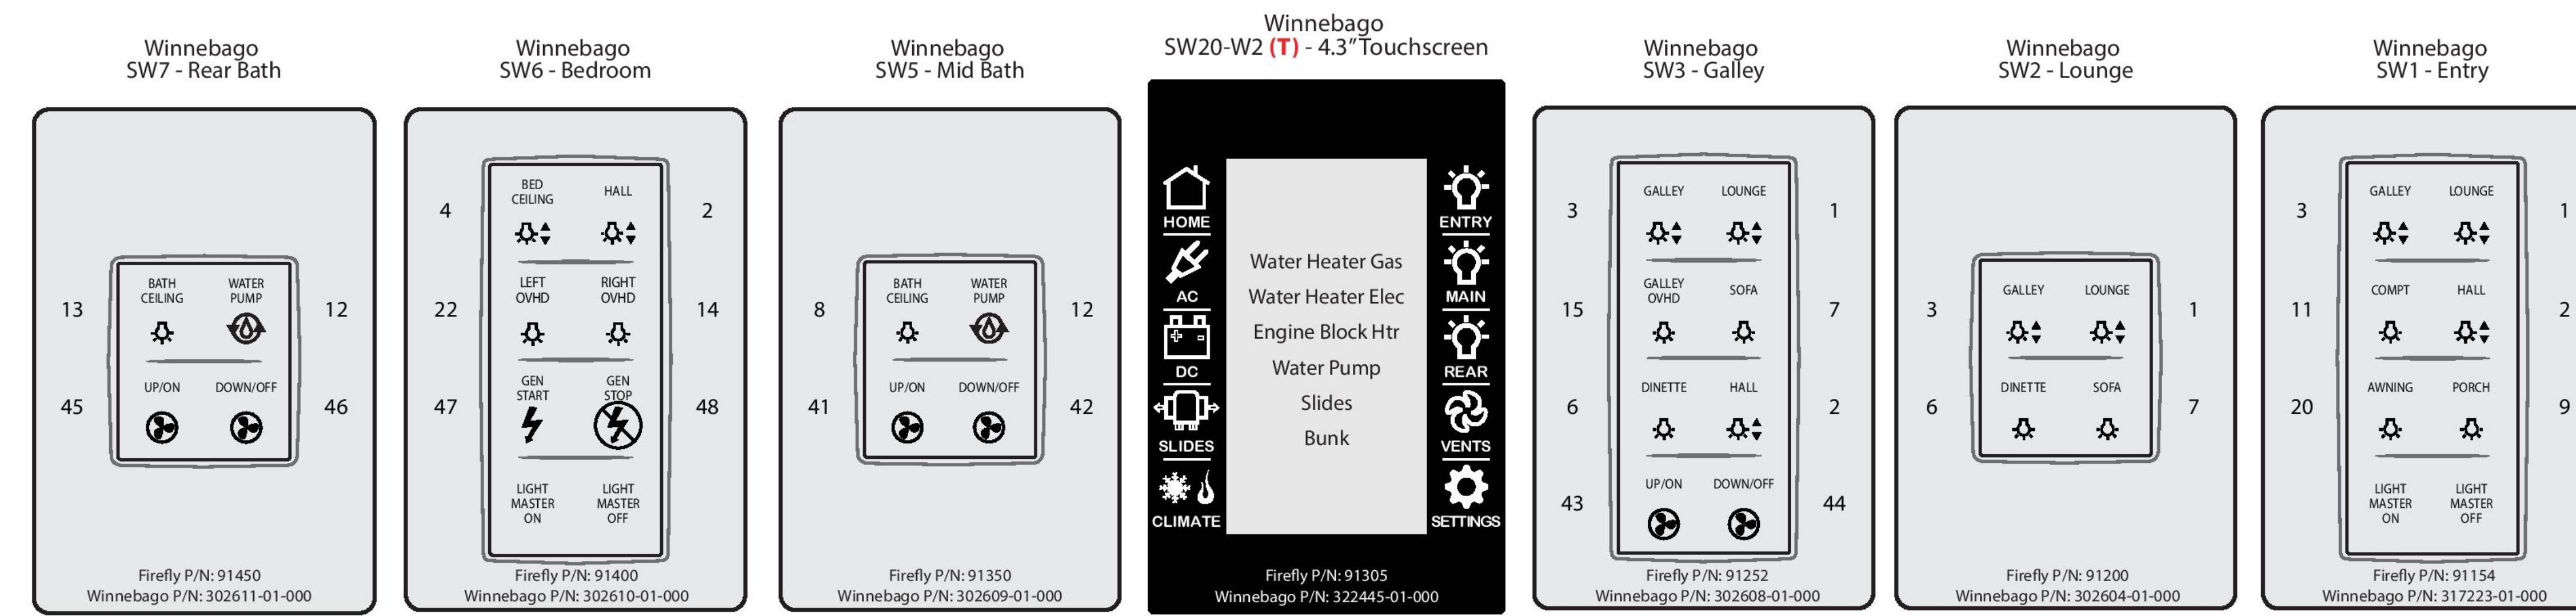 Winnebago
SW7 - Rear Bath
13
BATH
CEILING
WATER
PUMP
12
45
UP/ON
DOWN/OFF
46
Firefly P/N: 91450
Winnebago P/N: 302611-01-000
Winnebago
SW6 - Bedroom
4
BED
CEILING
HALL
2
22
LEFT
OVHD
RIGHT
OVHD
14
47
GEN
START
GEN
STOP
48
LIGHT
MASTER
ON
LIGHT
MASTER
OFF
Firefly P/N: 91400
Winnebago P/N: 302610-01-000
Winnebago
SW5 - Mid Bath
8
BATH
CEILING
WATER
PUMP
12
41
UP/ON
DOWN/OFF
42
Firefly P/N: 91350
Winnebago P/N: 302609-01-000
Winnebago
SW20-W2 (T) - 4.3” Touchscreen
HOME
AC
DC
SLIDES
CLIMATE
Water Heater Gas
Water Heater Elec
Engine Block Htr
Water Pump
Slides
Bunk
ENTRY
MAIN
REAR
VENTS
SETTINGS
Firefly P/N: 91305
Winnebago P/N: 322445-01-000
Winnebago
SW3 - Galley
3
GALLEY
LOUNGE
1
15
GALLEY
OVHD
SOFA
7
6
DINETTE
HALL
2
43
UP/ON
DOWN/OFF
44
Firefly P/N: 91252
Winnebago P/N: 302608-01-000
Winnebago
SW2 - Lounge
3
GALLEY
LOUNGE
1
6
DINETTE
SOFA
7
Firefly P/N: 91200
Winnebago P/N: 302604-01-000
Winnebago
SW1 - Entry
3
GALLEY
LOUNGE
1
11
COMPT
HALL
2
20
AWNING
PORCH
9
LIGHT
MASTER
ON
LIGHT
MASTER
OFF
Firefly P/N: 91154
Winnebago P/N: 317223-01-000